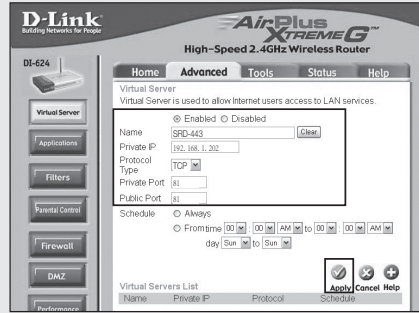 D-Link
Building Networks for People
AirPlus
XTREME G™
High-Speed 2.4GHz Wireless Router
DI-624
Home Advanced Tools Status Help
Virtual Server
Applications
Filters
Parental Control
Firewall
DMZ
Performance
Virtual Server
Virtual Server is used to allow Internet users access to LAN services.
Enabled Disabled
Name SRD-443 Clear
Private IP 192. 168. 1. 202
Protocol Type TCP
Private Port 81
Public Port 81
Schedule Always
From time 00 : 00 AM to 00 : 00 AM
day Sun to Sun
Apply Cancel Help
Virtual Servers List
Name Private IP Protocol Schedule